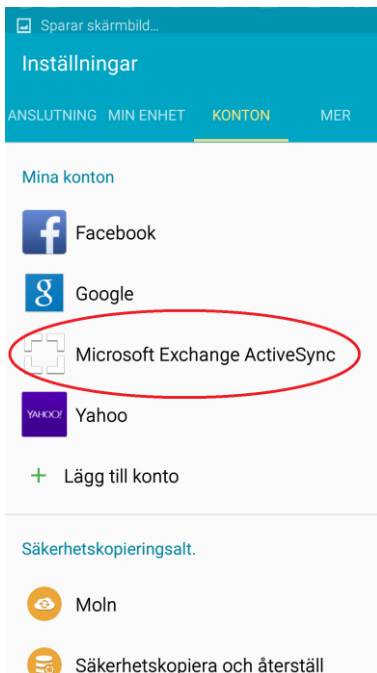 Sparar skärmbild...
Inställningar
ANSLUTNING MIN ENHET KONTON MER
Mina konton
Facebook
Google
Microsoft Exchange ActiveSync
YAHOO! Yahoo
+ Lägg till konto
Säkerhetskopieringsalt.
Moln
Säkerhetskopiera och återställ